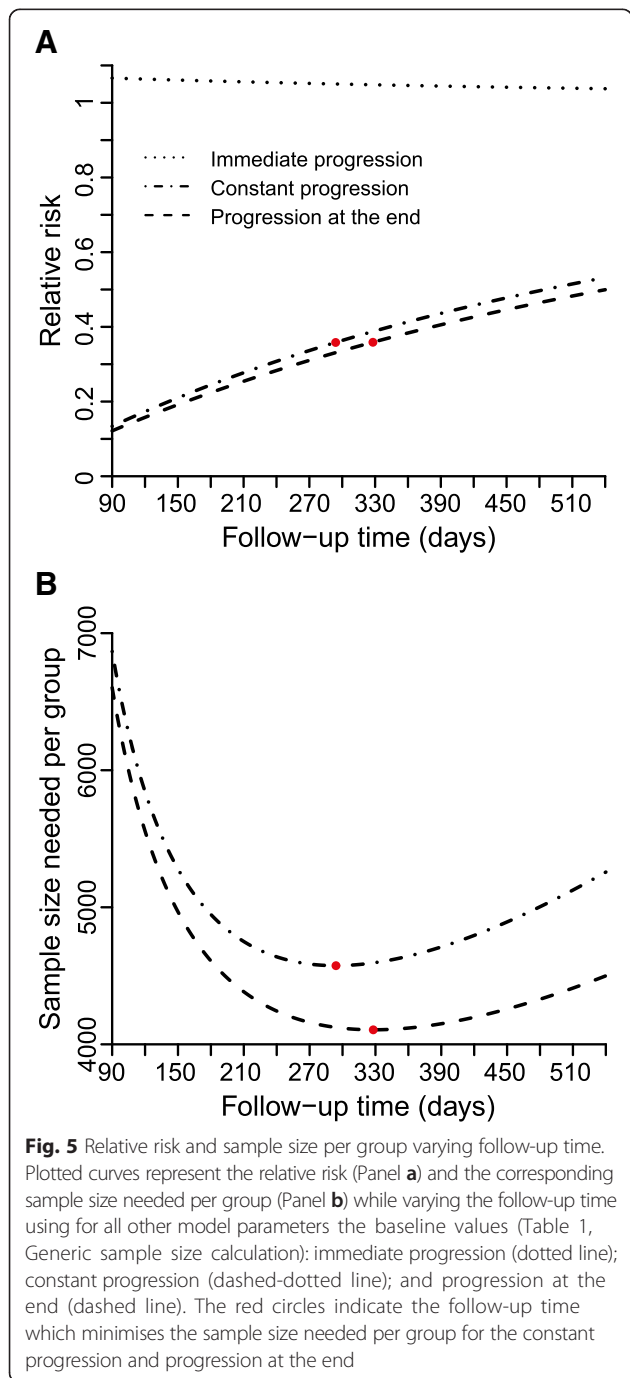 A
Relative risk
0 0.2 0.4 0.6 0.8 1
Immediate progression
Constant progression
Progression at the end
90 150 210 270 330 390 450 510
Follow−up time (days)
B
Sample size needed per group
4000 5000 6000 7000
90 150 210 270 330 390 450 510
Follow−up time (days)
Fig. 5 Relative risk and sample size per group varying follow-up time.
Plotted curves represent the relative risk (Panel a) and the corresponding
sample size needed per group (Panel b) while varying the follow-up time
using for all other model parameters the baseline values (Table 1,
Generic sample size calculation): immediate progression (dotted line);
constant progression (dashed-dotted line); and progression at the
end (dashed line). The red circles indicate the follow-up time
which minimises the sample size needed per group for the constant
progression and progression at the end